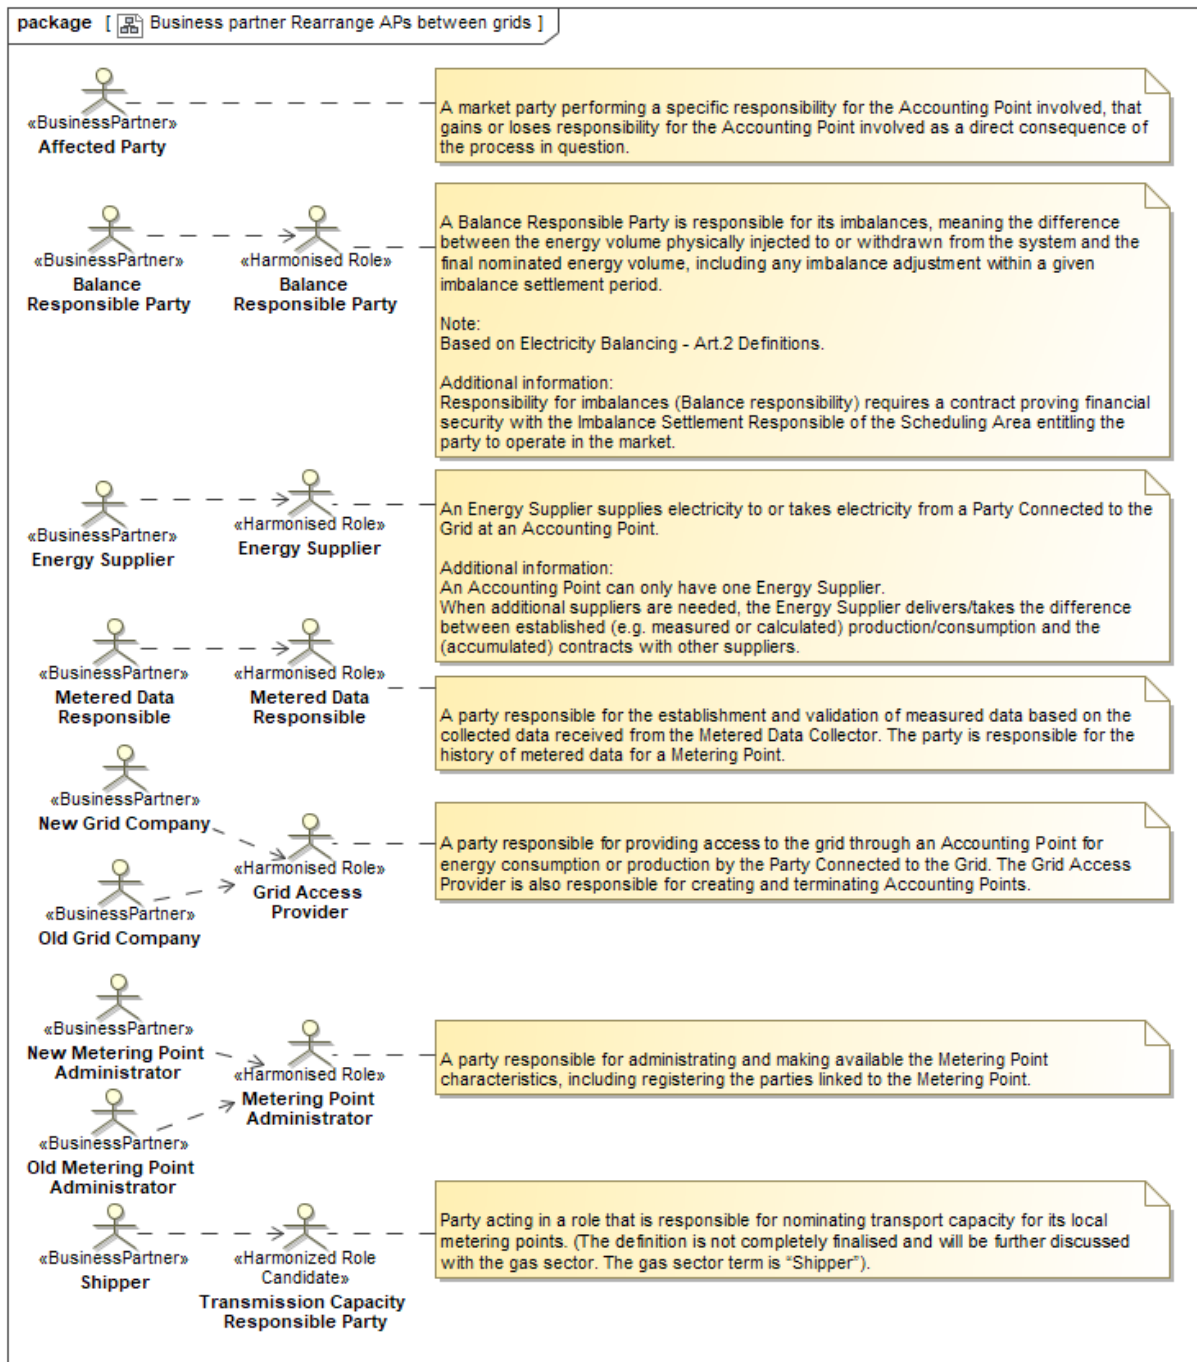 package [ Business partner Rearrange APs between grids ]
«BusinessPartner»
Affected Party
A market party performing a specific responsibility for the Accounting Point involved, that
gains or loses responsibility for the Accounting Point involved as a direct consequence of
the process in question.
«BusinessPartner»
Balance
Responsible Party
«Harmonised Role»
Balance
Responsible Party
A Balance Responsible Party is responsible for its imbalances, meaning the difference
between the energy volume physically injected to or withdrawn from the system and the
final nominated energy volume, including any imbalance adjustment within a given
imbalance settlement period.
Note:
Based on Electricity Balancing - Art.2 Definitions.
Additional information:
Responsibility for imbalances (Balance responsibility) requires a contract proving financial
security with the Imbalance Settlement Responsible of the Scheduling Area entitling the
party to operate in the market.
«BusinessPartner»
Energy Supplier
«Harmonised Role»
Energy Supplier
An Energy Supplier supplies electricity to or takes electricity from a Party Connected to the
Grid at an Accounting Point.
Additional information:
An Accounting Point can only have one Energy Supplier.
When additional suppliers are needed, the Energy Supplier delivers/takes the difference
between established (e.g. measured or calculated) production/consumption and the
(accumulated) contracts with other suppliers.
«BusinessPartner»
Metered Data
Responsible
«Harmonised Role»
Metered Data
Responsible
A party responsible for the establishment and validation of measured data based on the
collected data received from the Metered Data Collector. The party is responsible for the
history of metered data for a Metering Point.
«BusinessPartner»
New Grid Company
«BusinessPartner»
Old Grid Company
«Harmonised Role»
Grid Access
Provider
A party responsible for providing access to the grid through an Accounting Point for
energy consumption or production by the Party Connected to the Grid. The Grid Access
Provider is also responsible for creating and terminating Accounting Points.
«BusinessPartner»
New Metering Point
Administrator
«BusinessPartner»
Old Metering Point
Administrator
«Harmonised Role»
Metering Point
Administrator
A party responsible for administrating and making available the Metering Point
characteristics, including registering the parties linked to the Metering Point.
«BusinessPartner»
Shipper
«Harmonized Role
Candidate»
Transmission Capacity
Responsible Party
Party acting in a role that is responsible for nominating transport capacity for its local
metering points. (The definition is not completely finalised and will be further discussed
with the gas sector. The gas sector term is “Shipper”).